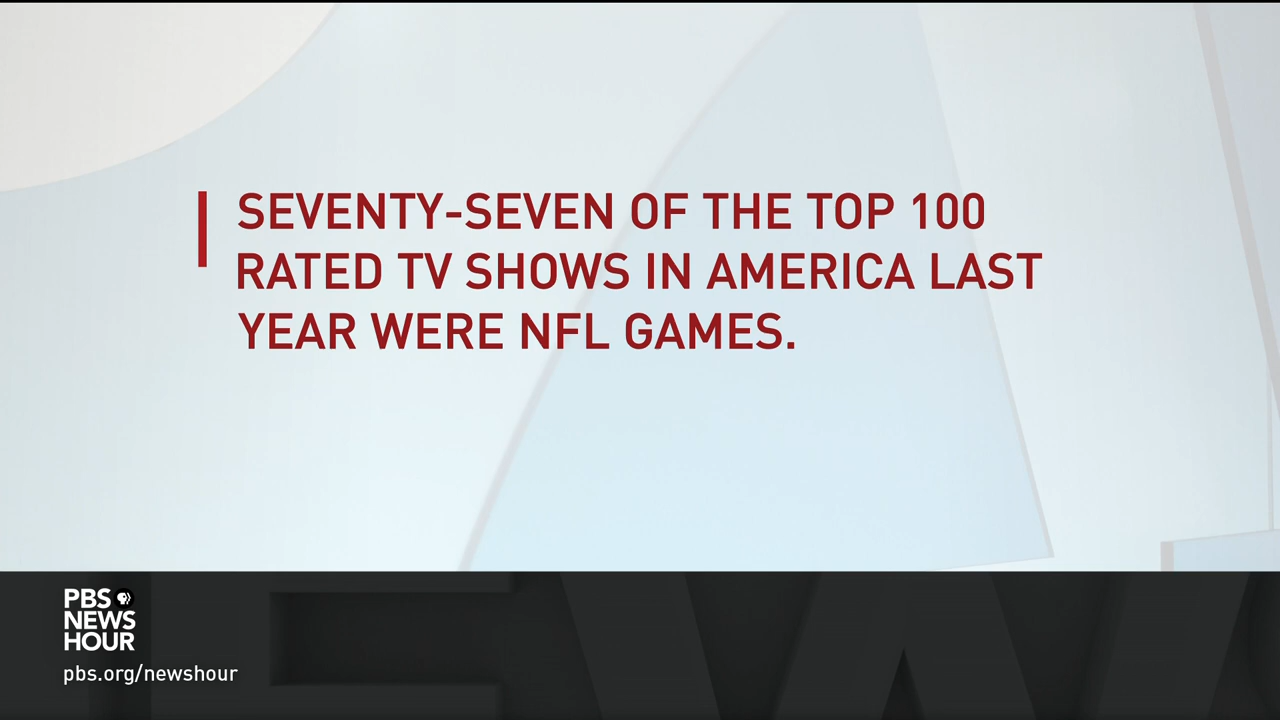 SEVENTY-SEVEN OF THE TOP 100
RATED TV SHOWS IN AMERICA LAST
YEAR WERE NFL GAMES.
PBS
NEWS
HOUR
pbs.org/newshour